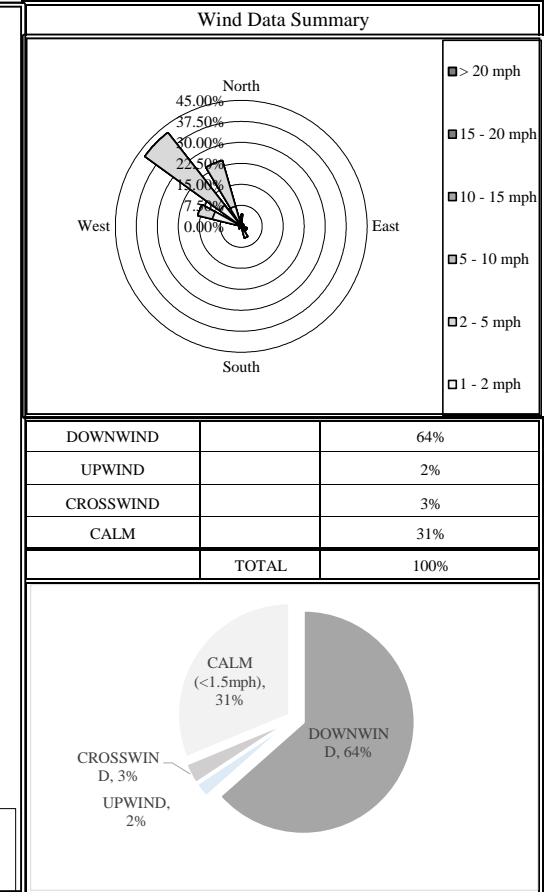 Wind Data Summary
North
45.00%
37.50%
30.00%
22.50%
15.00%
7.50%
0.00%
West
East
South
> 20 mph
15 - 20 mph
10 - 15 mph
5 - 10 mph
2 - 5 mph
1 - 2 mph
DOWNWIND 64%
UPWIND 2%
CROSSWIND 3%
CALM 31%
TOTAL 100%
CALM
(<1.5mph),
31%
DOWNWIN
D, 64%
CROSSWIN
D, 3%
UPWIND,
2%